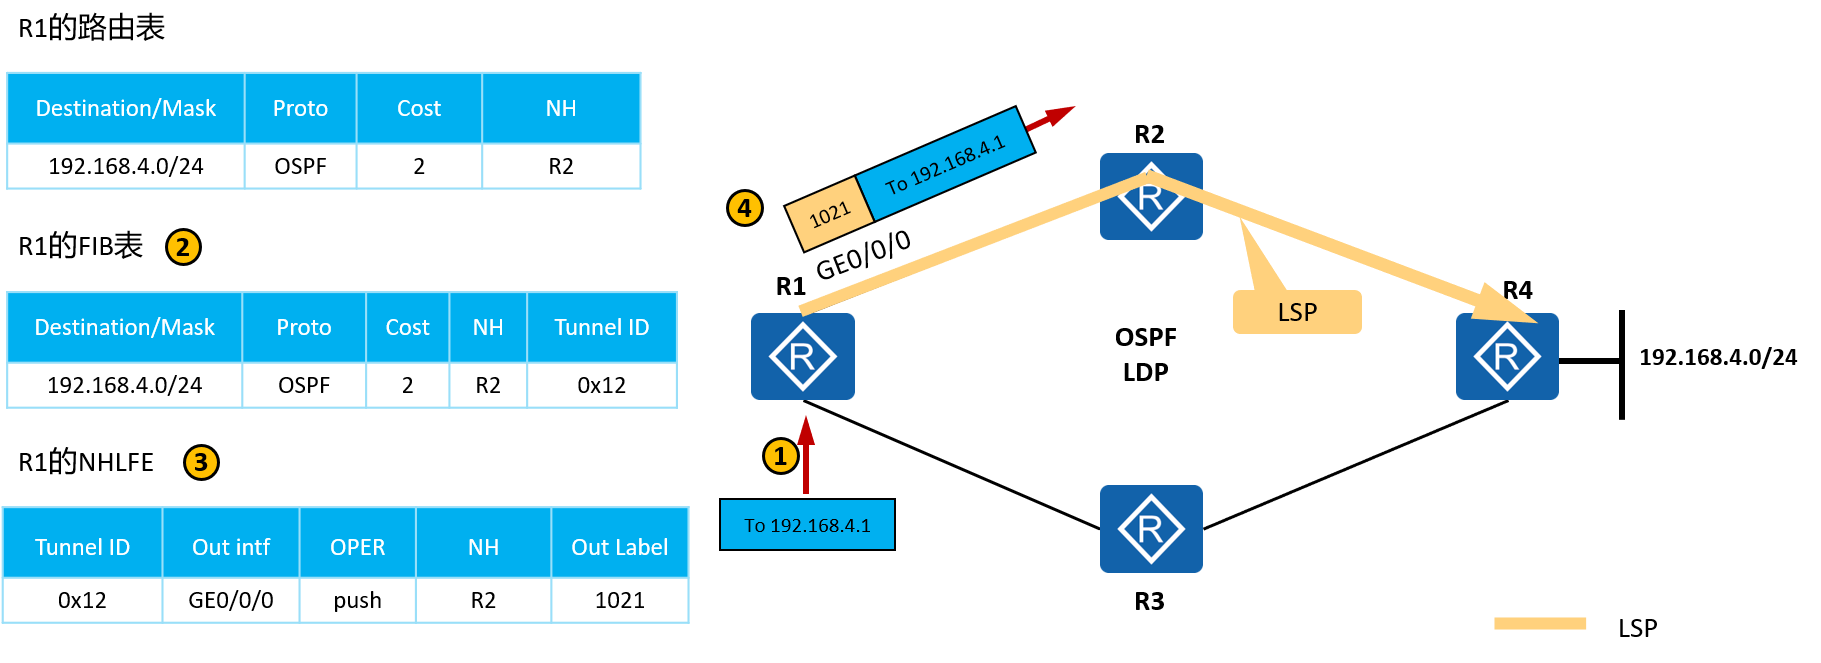 R1的路由表
Destination/Mask Proto Cost NH
192.168.4.0/24 OSPF 2 R2
R1的FIB表 2
Destination/Mask Proto Cost NH Tunnel ID
192.168.4.0/24 OSPF 2 R2 0x12
R1的NHLFE 3
Tunnel ID Out intf OPER NH Out Label
0x12 GE0/0/0 push R2 1021
4
1021 To 192.168.4.1
GE0/0/0
R1
R
R2
R
LSP
R4
R
192.168.4.0/24
OSPF
LDP
1
To 192.168.4.1
R
R3
LSP